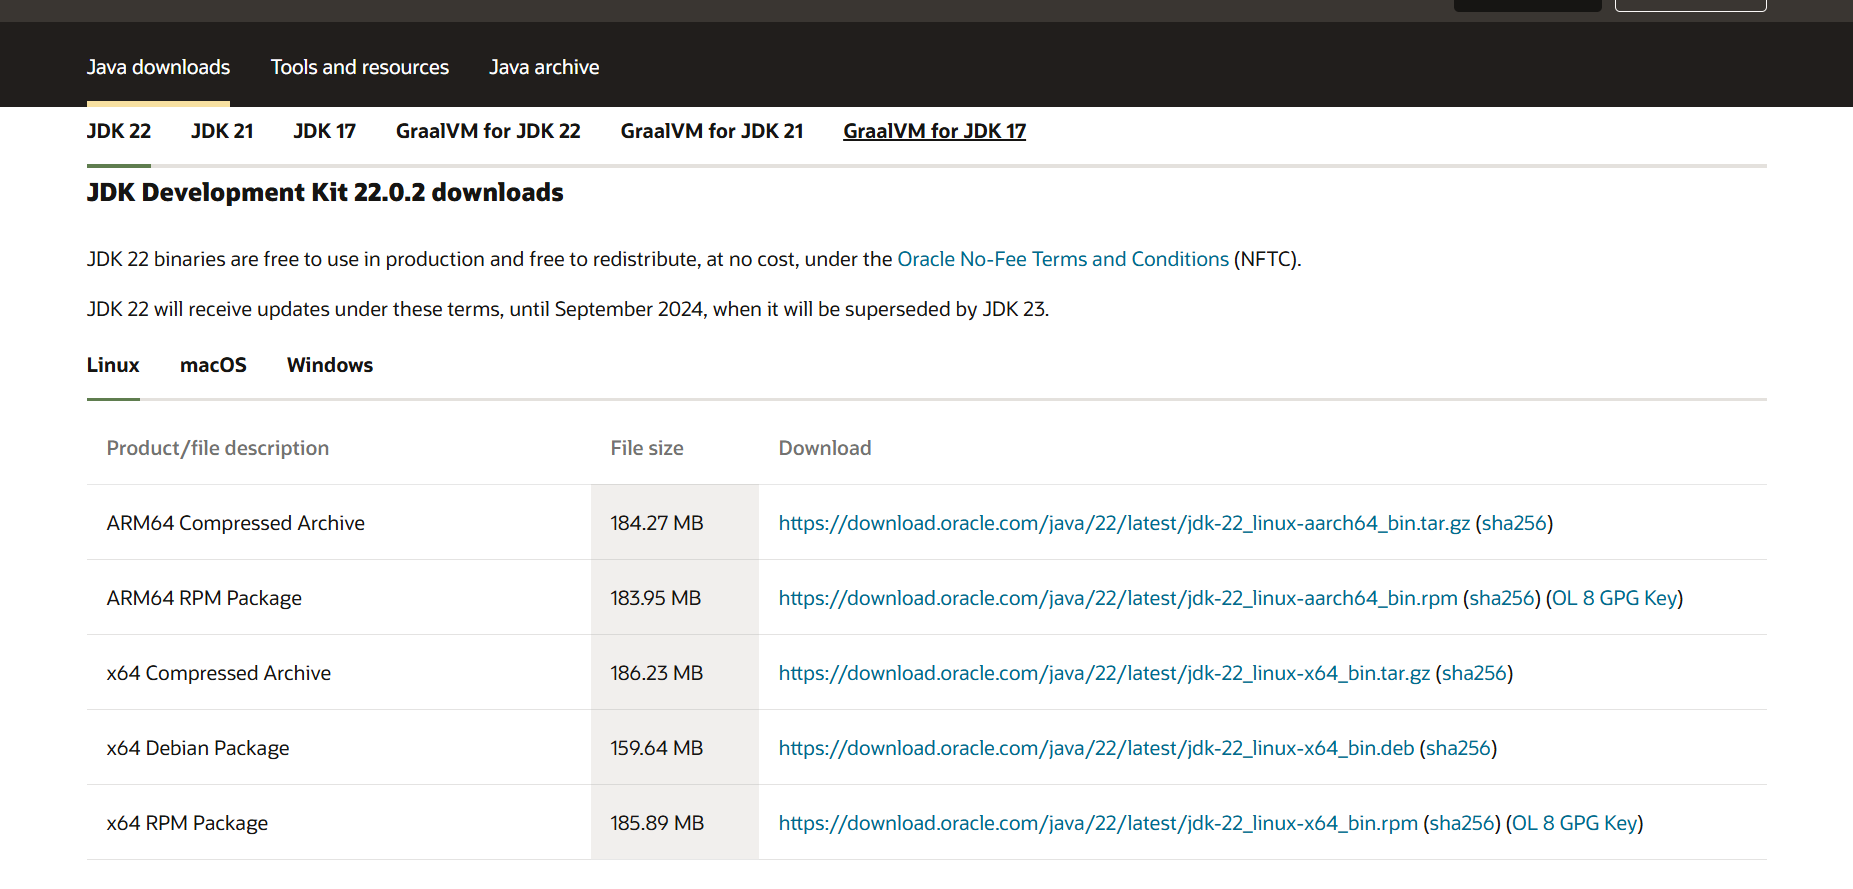 Java downloads Tools and resources Java archive
JDK 22 JDK 21 JDK 17 GraalVM for JDK 22 GraalVM for JDK 21 GraalVM for JDK 17
JDK Development Kit 22.0.2 downloads
JDK 22 binaries are free to use in production and free to redistribute, at no cost, under the Oracle No-Fee Terms and Conditions (NFTC).
JDK 22 will receive updates under these terms, until September 2024, when it will be superseded by JDK 23.
Linux macOS Windows
Product/file description File size Download
ARM64 Compressed Archive 184.27 MB https://download.oracle.com/java/22/latest/jdk-22_linux-aarch64_bin.tar.gz (sha256)
ARM64 RPM Package 183.95 MB https://download.oracle.com/java/22/latest/jdk-22_linux-aarch64_bin.rpm (sha256) (OL 8 GPG Key)
x64 Compressed Archive 186.23 MB https://download.oracle.com/java/22/latest/jdk-22_linux-x64_bin.tar.gz (sha256)
x64 Debian Package 159.64 MB https://download.oracle.com/java/22/latest/jdk-22_linux-x64_bin.deb (sha256)
x64 RPM Package 185.89 MB https://download.oracle.com/java/22/latest/jdk-22_linux-x64_bin.rpm (sha256) (OL 8 GPG Key)